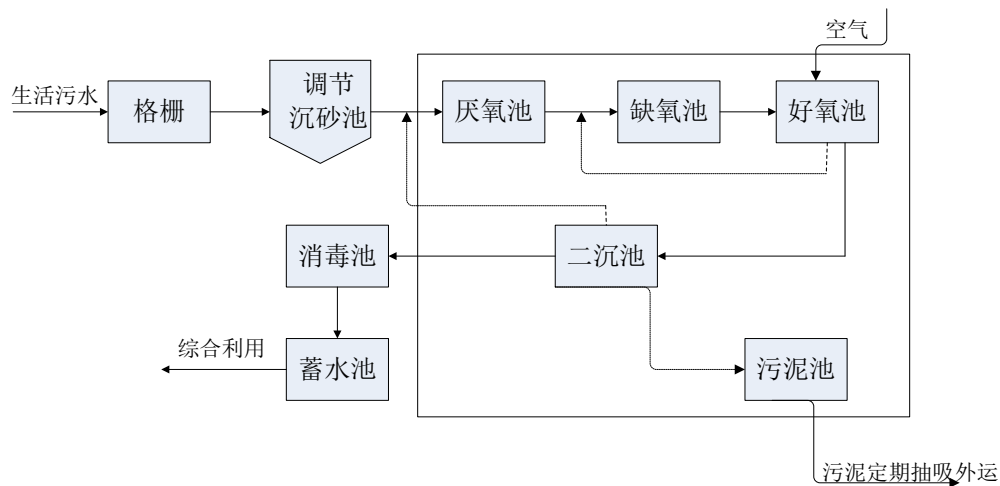 空气
生活污水
格栅
调节
沉砂池
厌氧池
缺氧池
好氧池
消毒池
二沉池
综合利用
蓄水池
污泥池
污泥定期抽吸外运